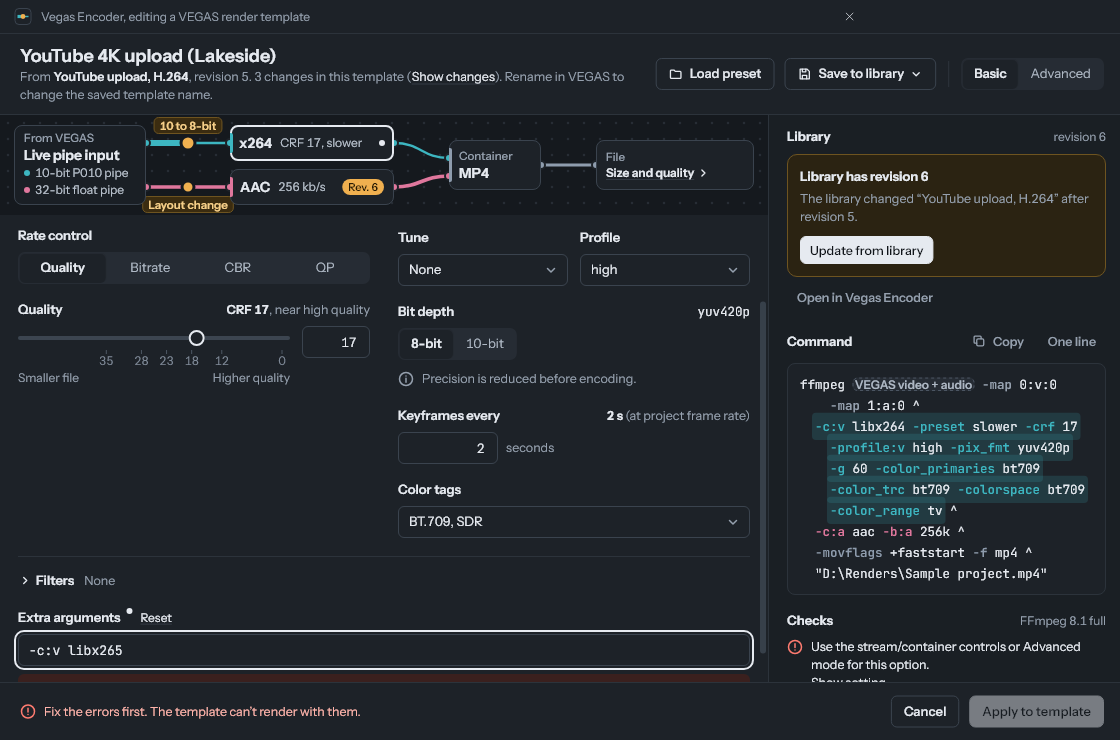 Vegas Encoder, editing a VEGAS render template
YouTube 4K upload (Lakeside)
From YouTube upload, H.264, revision 5. 3 changes in this template (Show changes). Rename in VEGAS to
change the saved template name.
Load preset
Save to library
Basic
Advanced
From VEGAS
Live pipe input
10-bit P010 pipe
32-bit float pipe
10 to 8-bit
Layout change
x264 CRF 17, slower
AAC 256 kb/s Rev. 6
Container
MP4
File
Size and quality
Rate control
Quality
Bitrate
CBR
QP
Quality
CRF 17, near high quality
17
35 28 23 18 12 0
Smaller file
Higher quality
Tune
None
Profile
high
Bit depth
yuv420p
8-bit
10-bit
Precision is reduced before encoding.
Keyframes every
2 s (at project frame rate)
2 seconds
Color tags
BT.709, SDR
Filters None
Extra arguments Reset
-c:v libx265
Library
revision 6
Library has revision 6
The library changed “YouTube upload, H.264” after
revision 5.
Update from library
Open in Vegas Encoder
Command
Copy
One line
ffmpeg VEGAS video + audio -map 0:v:0
-map 1:a:0 ^
-c:v libx264 -preset slower -crf 17
-profile:v high -pix_fmt yuv420p
-g 60 -color_primaries bt709
-color_trc bt709 -colorspace bt709
-color_range tv ^
-c:a aac -b:a 256k ^
-movflags +faststart -f mp4 ^
"D:\Renders\Sample project.mp4"
Checks
FFmpeg 8.1 full
Use the stream/container controls or Advanced
mode for this option.
Show setting
Fix the errors first. The template can't render with them.
Cancel
Apply to template